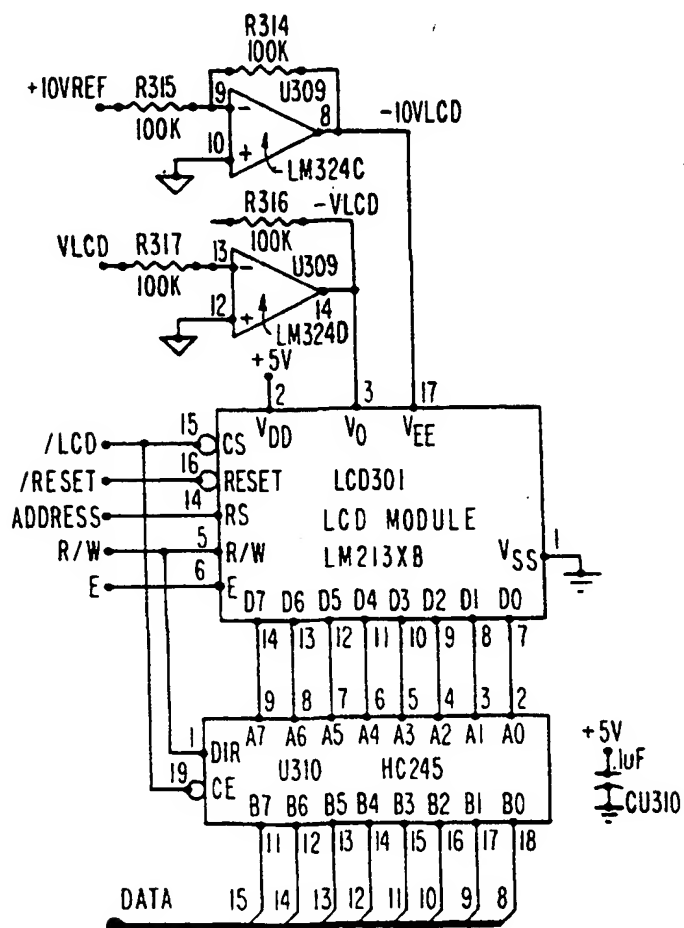 R314
100K
+10VREF R315 9 - U309 8 -10VLCD
100K 10 + LM324C
R316 -VLCD
100K
VLCD R317 13 - U309
100K 12 + 14
LM324D
+5V
2 3 17
/LCD 15 CS VDD VO VEE
/RESET 16 RESET LCD301
ADDRESS 14 RS LCD MODULE
R/W 5 R/W LM213XB VSS 1
E 6 E
D7 D6 D5 D4 D3 D2 D1 D0
14 13 12 11 10 9 8 7
9 8 7 6 5 4 3 2
A7 A6 A5 A4 A3 A2 A1 A0
1 DIR U310 HC245
19 CE
B7 B6 B5 B4 B3 B2 B1 B0
11 12 13 14 15 16 17 18
+5V
.1uF
CU310
DATA 15 14 13 12 11 10 9 8